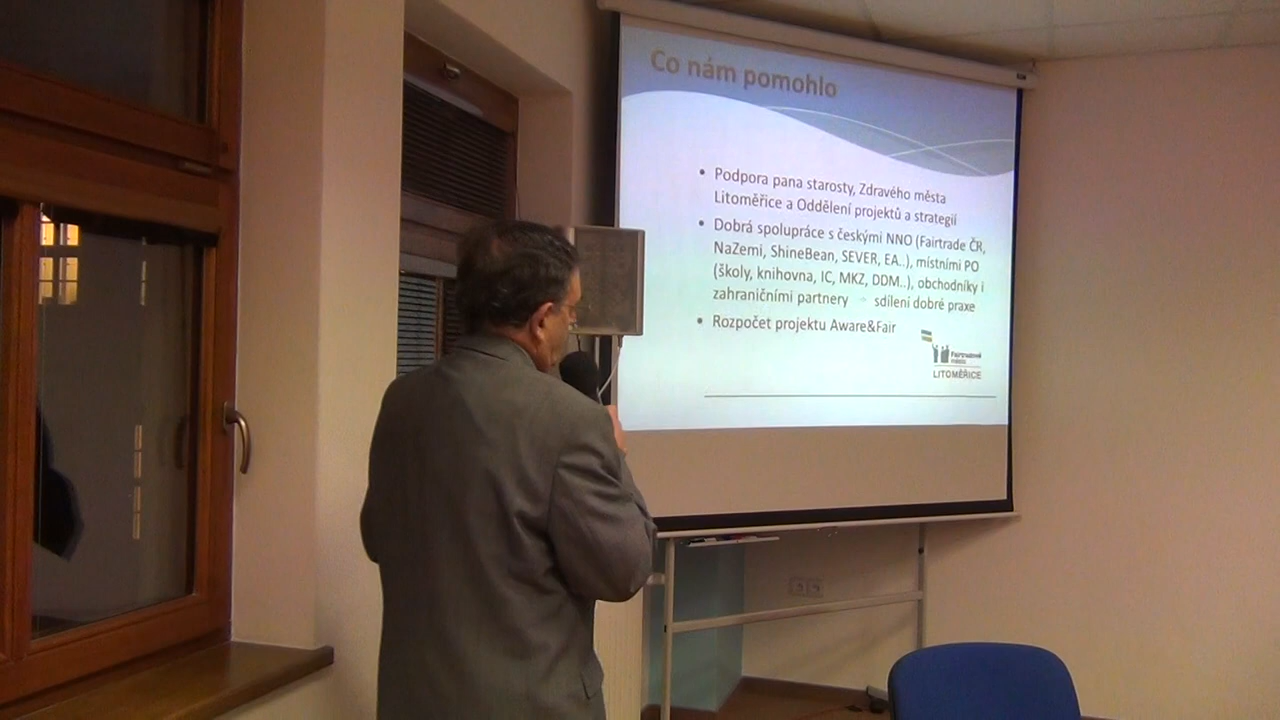 Co nám pomohlo
• Podpora pana starosty, Zdravého města
Litoměřice a Oddělení projektů a strategií
• Dobrá spolupráce s českými NNO (Fairtrade ČR,
NaZemi, ShineBean, SEVER, EA..), místními PO
(školy, knihovna, IC, MKZ, DDM..), obchodníky i
zahraničními partnery → sdílení dobré praxe
• Rozpočet projektu Aware&Fair
Fairtradové
město
LITOMĚŘICE